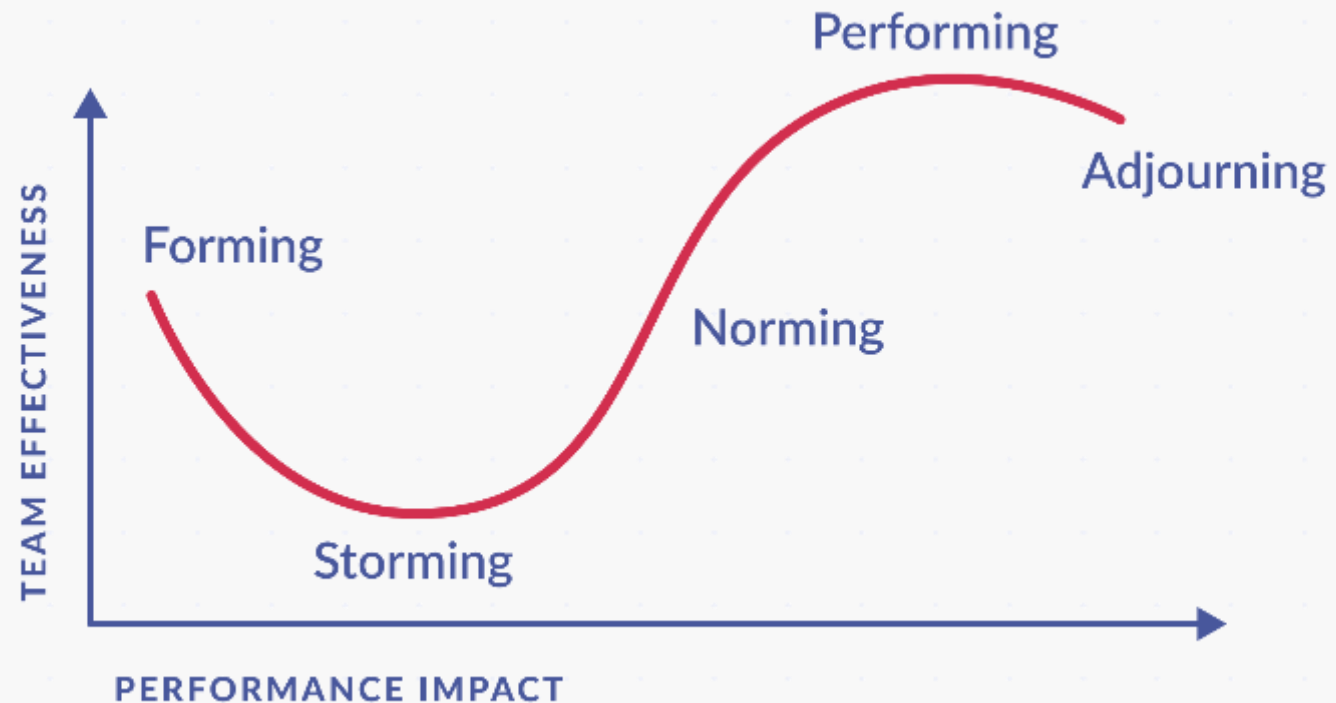 Performing
Adjourning
Forming
Norming
Storming
TEAM EFFECTIVENESS
PERFORMANCE IMPACT